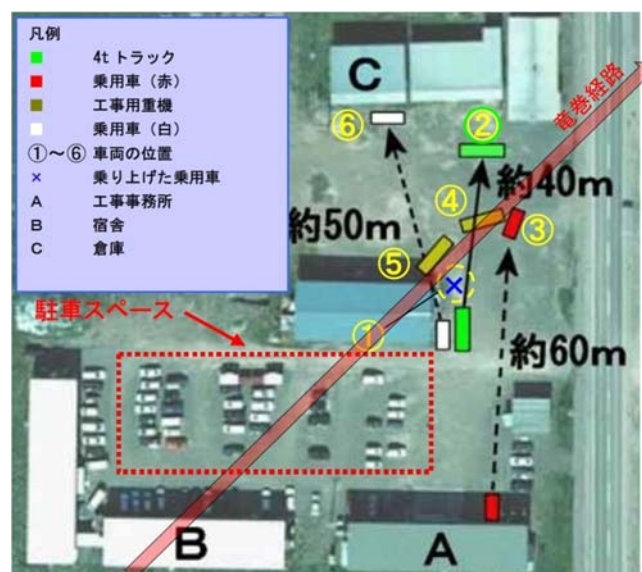 凡例
4t トラック
乗用車(赤)
工事用重機
乗用車(白)
①~⑥ 車両の位置
× 乗り上げた乗用車
A 工事事務所
B 宿舎
C 倉庫
C
竜巻経路
⑥
②
約40m
④
③
約50m
⑤
×
駐車スペース
①
約60m
B
A